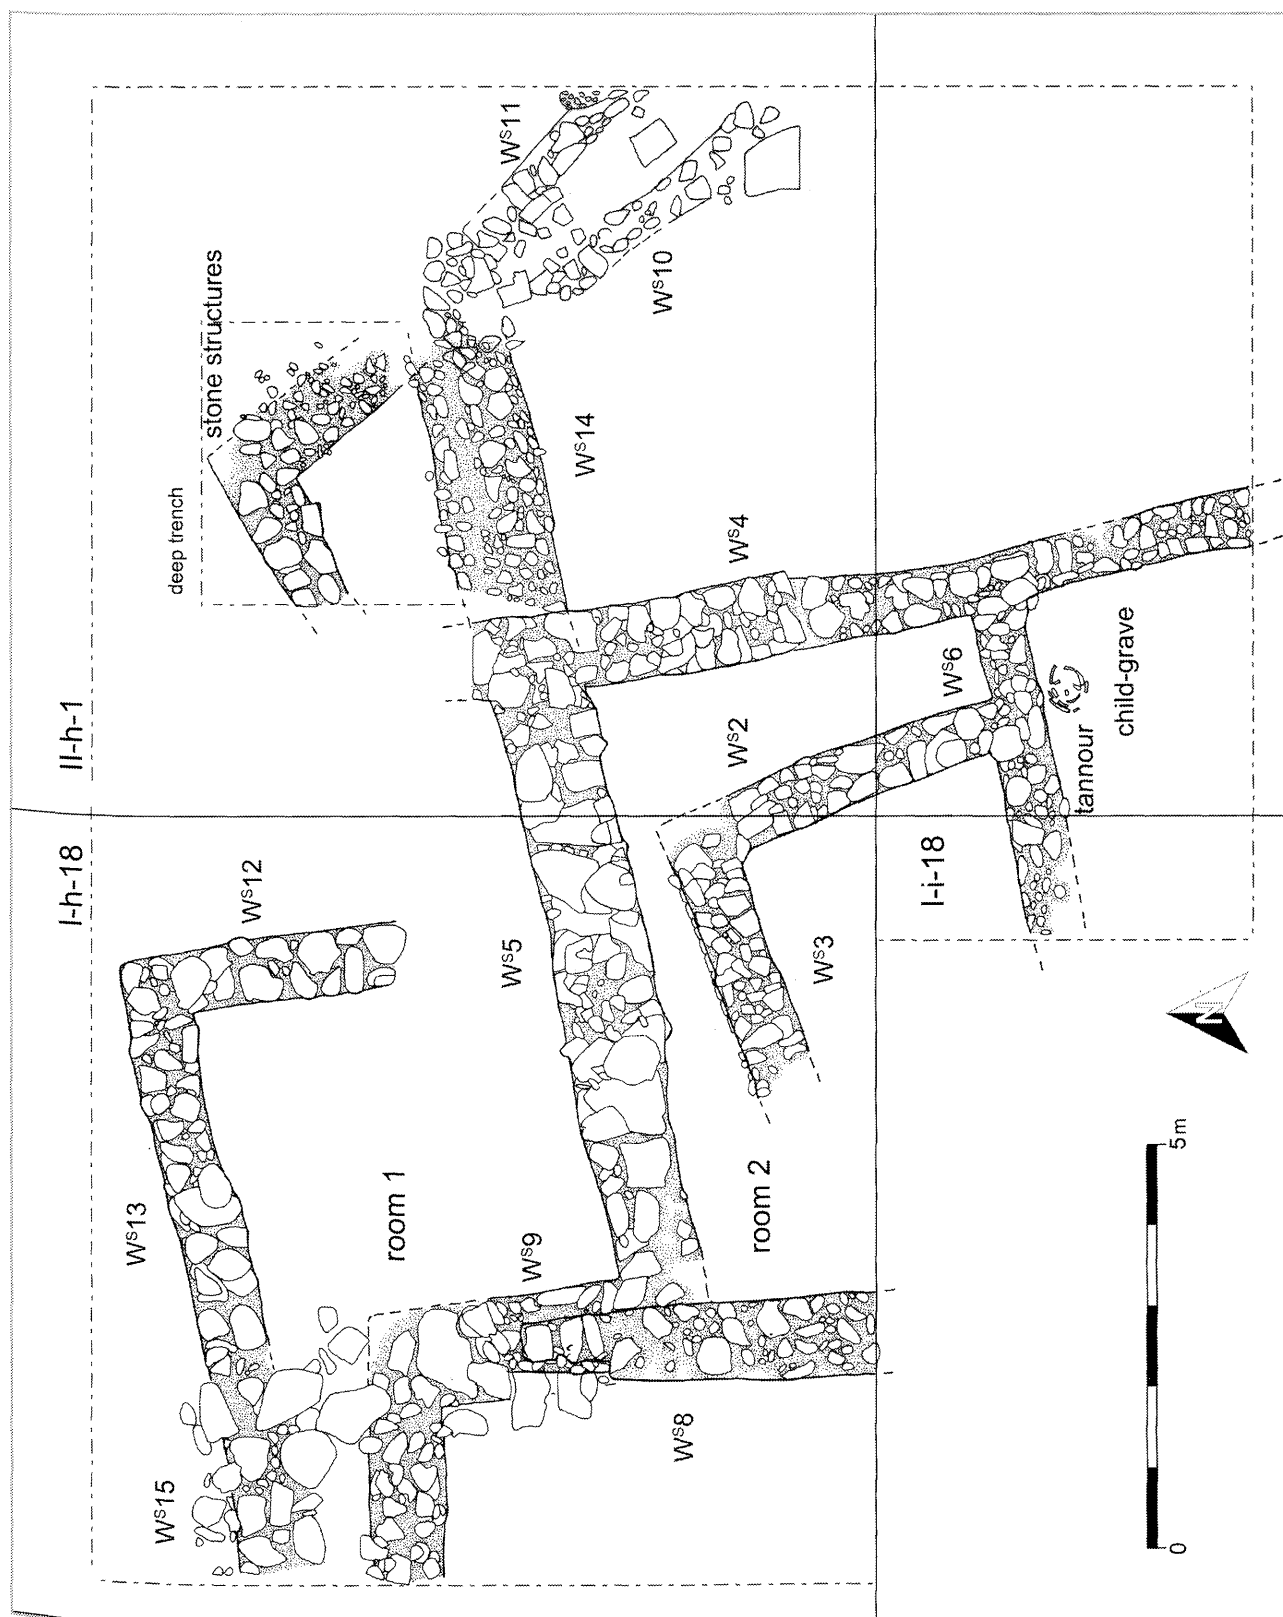 I-h-18 II-h-1
Wˢ13
Wˢ15
deep trench
stone structures
Wˢ12
room 1
Wˢ5
Wˢ11
Wˢ9
Wˢ14
Wˢ10
Wˢ8
Wˢ2
Wˢ4
room 2
Wˢ3
I-i-18
Wˢ6
tannour
child-grave
N
0 5m